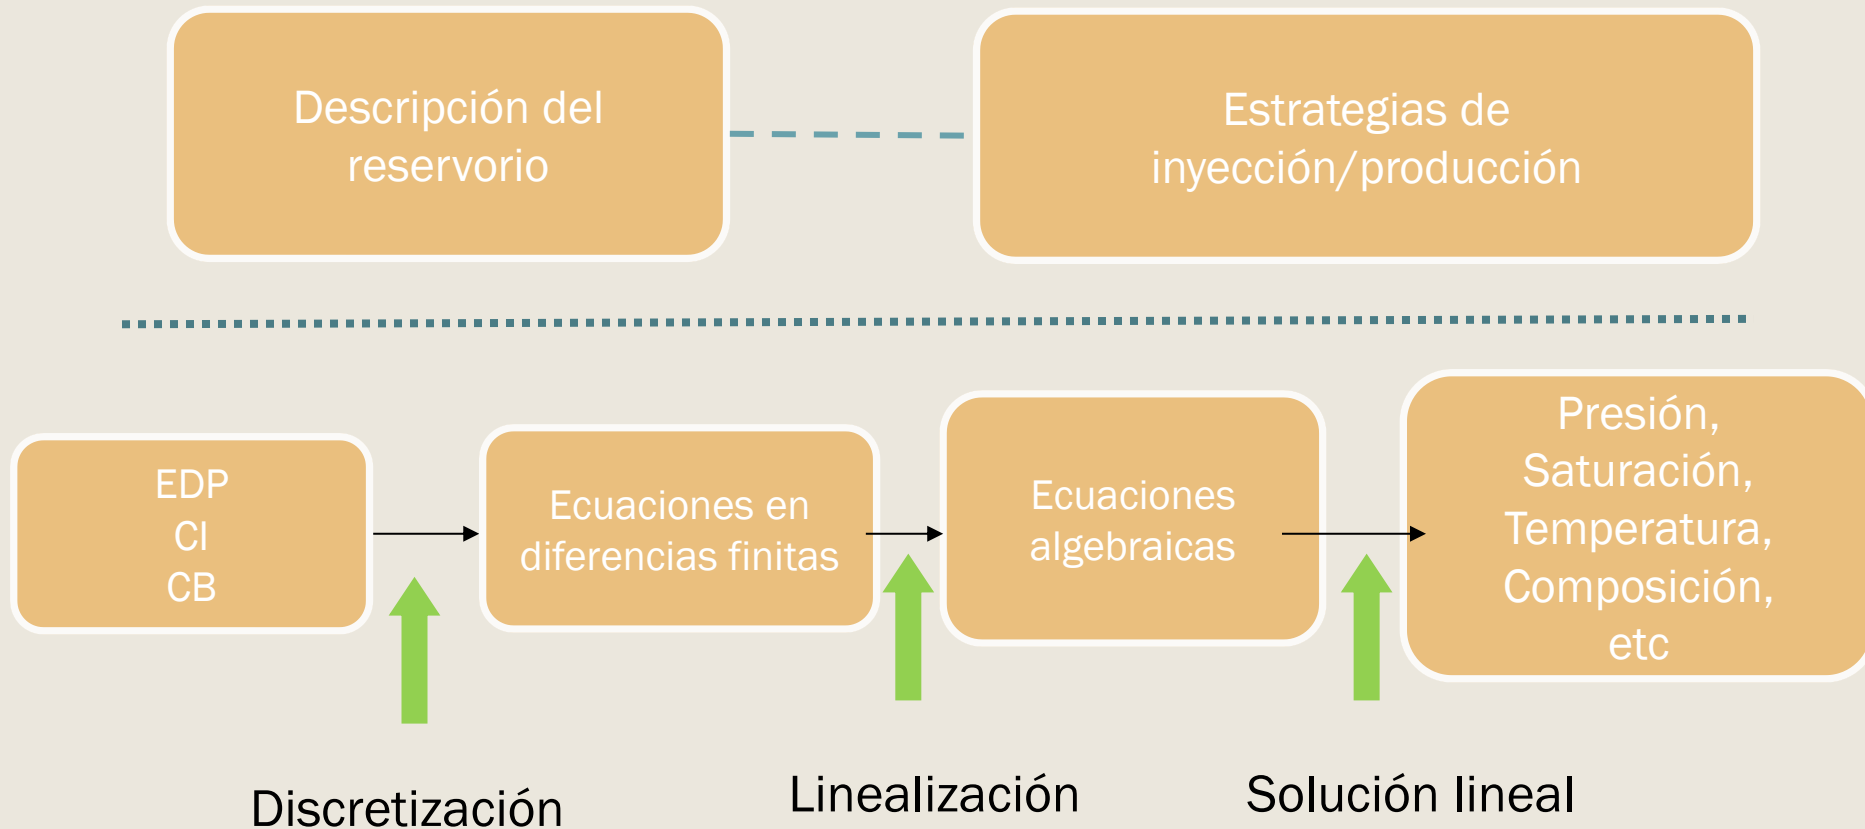 Descripción del
reservorio
Estrategias de
inyección/producción
EDP
CI
CB
Ecuaciones en
diferencias finitas
Ecuaciones
algebraicas
Presión,
Saturación,
Temperatura,
Composición,
etc
Discretización
Linealización
Solución lineal